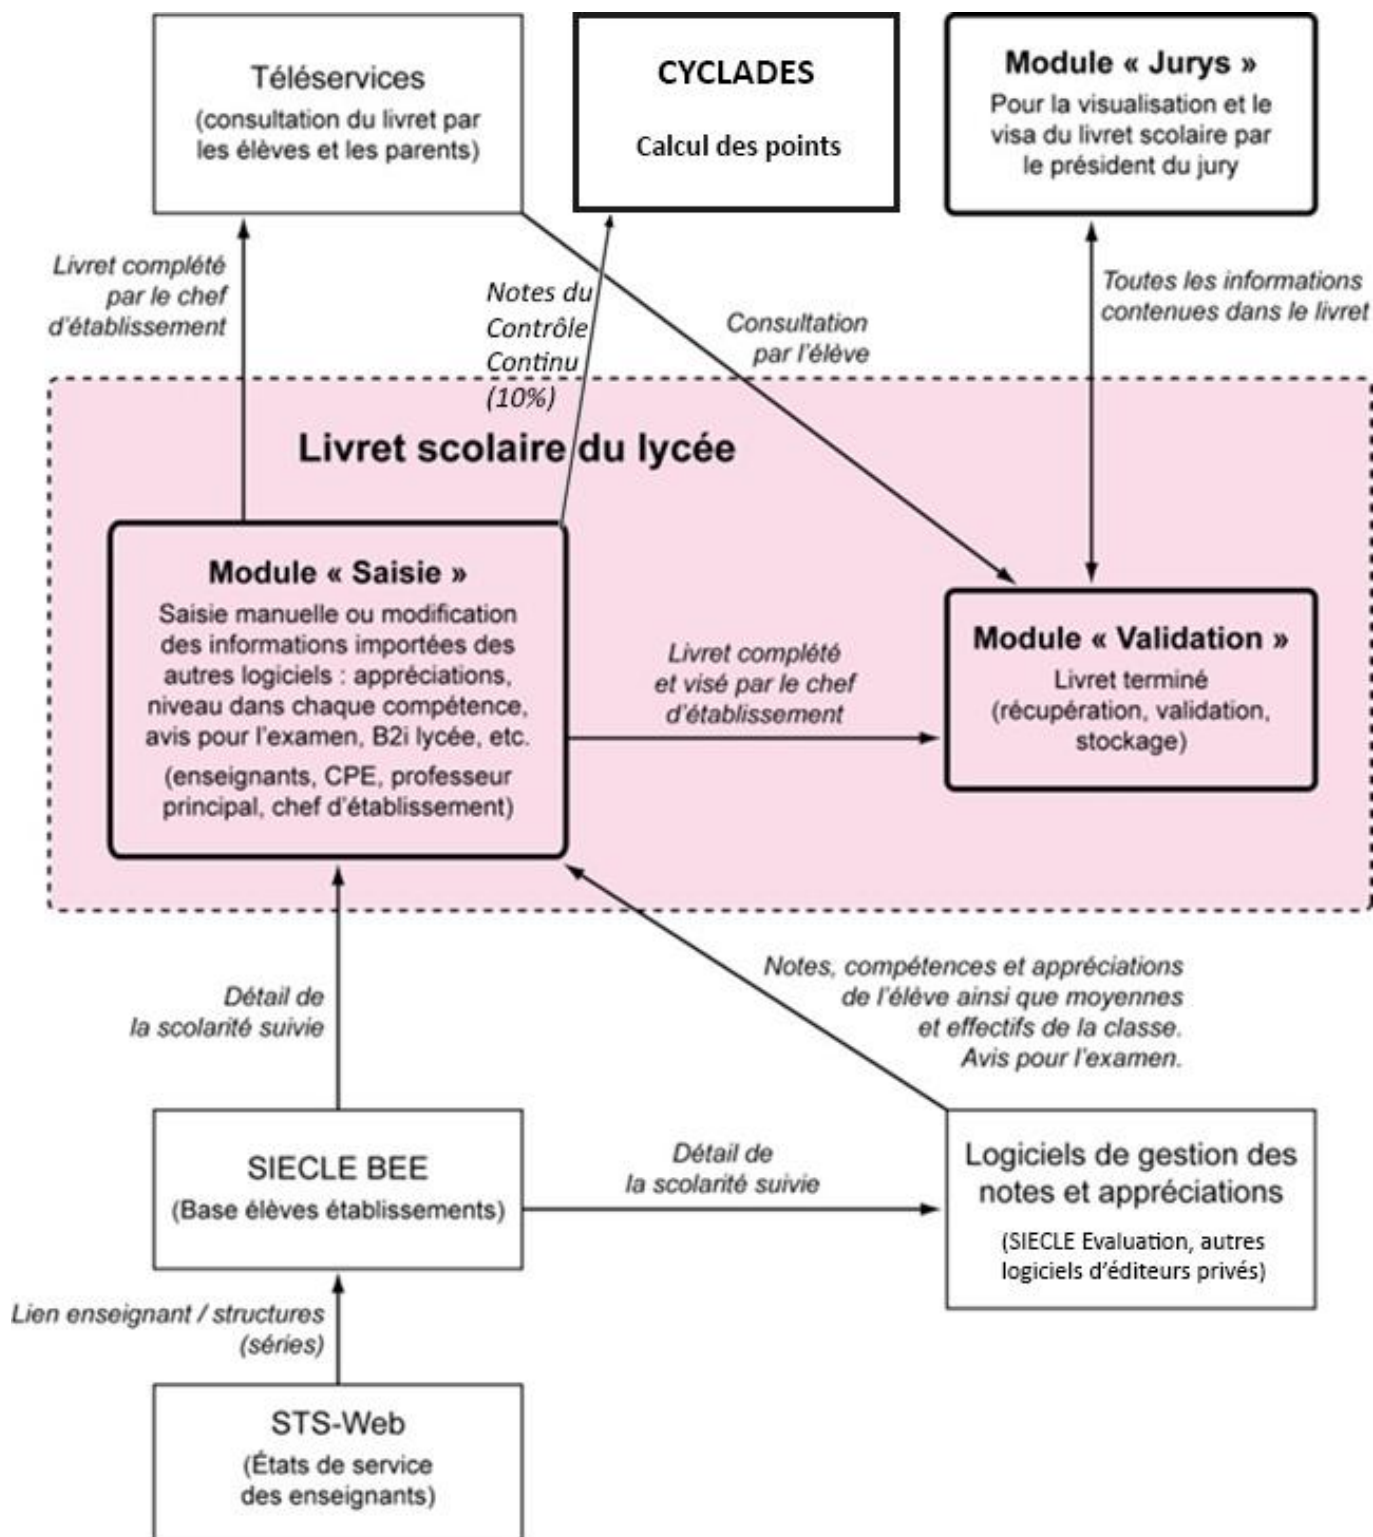 Téléservices
(consultation du livret par
les élèves et les parents)
CYCLADES
Calcul des points
Module « Jurys »
Pour la visualisation et le
visa du livret scolaire par
le président du jury
Livret complété
par le chef
d'établissement
Notes du
Contrôle
Continu
(10%)
Consultation
par l'élève
Toutes les informations
contenues dans le livret
Livret scolaire du lycée
Module « Saisie »
Saisie manuelle ou modification
des informations importées des
autres logiciels : appréciations,
niveau dans chaque compétence,
avis pour l'examen, B2i lycée, etc.
(enseignants, CPE, professeur
principal, chef d'établissement)
Livret complété
et visé par le chef
d'établissement
Module « Validation »
Livret terminé
(récupération, validation,
stockage)
Détail de
la scolarité suivie
Notes, compétences et appréciations
de l'élève ainsi que moyennes
et effectifs de la classe.
Avis pour l'examen.
SIECLE BEE
(Base élèves établissements)
Détail de
la scolarité suivie
Logiciels de gestion des
notes et appréciations
(SIECLE Evaluation, autres
logiciels d'éditeurs privés)
Lien enseignant / structures
(séries)
STS-Web
(États de service
des enseignants)